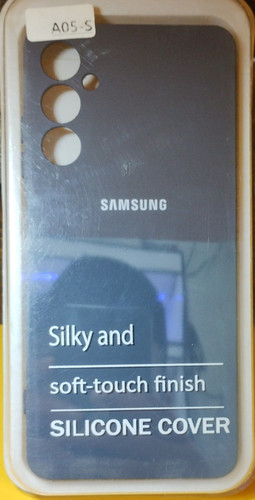 A05-S
SAMSUNG
Silky and
soft-touch finish
SILICONE COVER